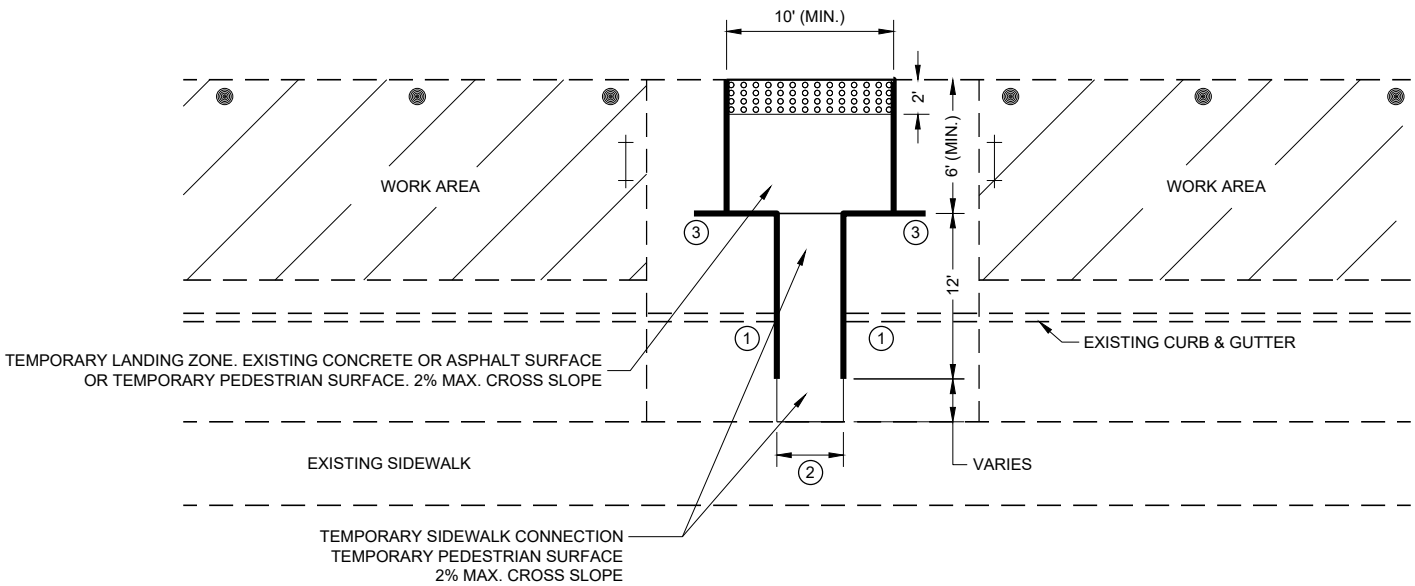 10' (MIN.)
2'
6' (MIN.)
WORK AREA
WORK AREA
3
3
12'
1
1
EXISTING CURB & GUTTER
TEMPORARY LANDING ZONE. EXISTING CONCRETE OR ASPHALT SURFACE
OR TEMPORARY PEDESTRIAN SURFACE. 2% MAX. CROSS SLOPE
EXISTING SIDEWALK
2
VARIES
TEMPORARY SIDEWALK CONNECTION
TEMPORARY PEDESTRIAN SURFACE
2% MAX. CROSS SLOPE